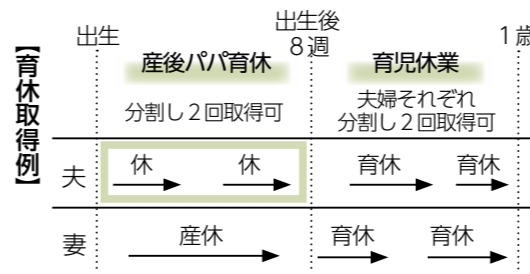 【育休取得例】
出生
出生後
8週
1歳
産後パパ育休
育児休業
分割し2回取得可
夫婦それぞれ
分割し2回取得可
夫
休
休
育休
育休
妻
産休
育休
育休